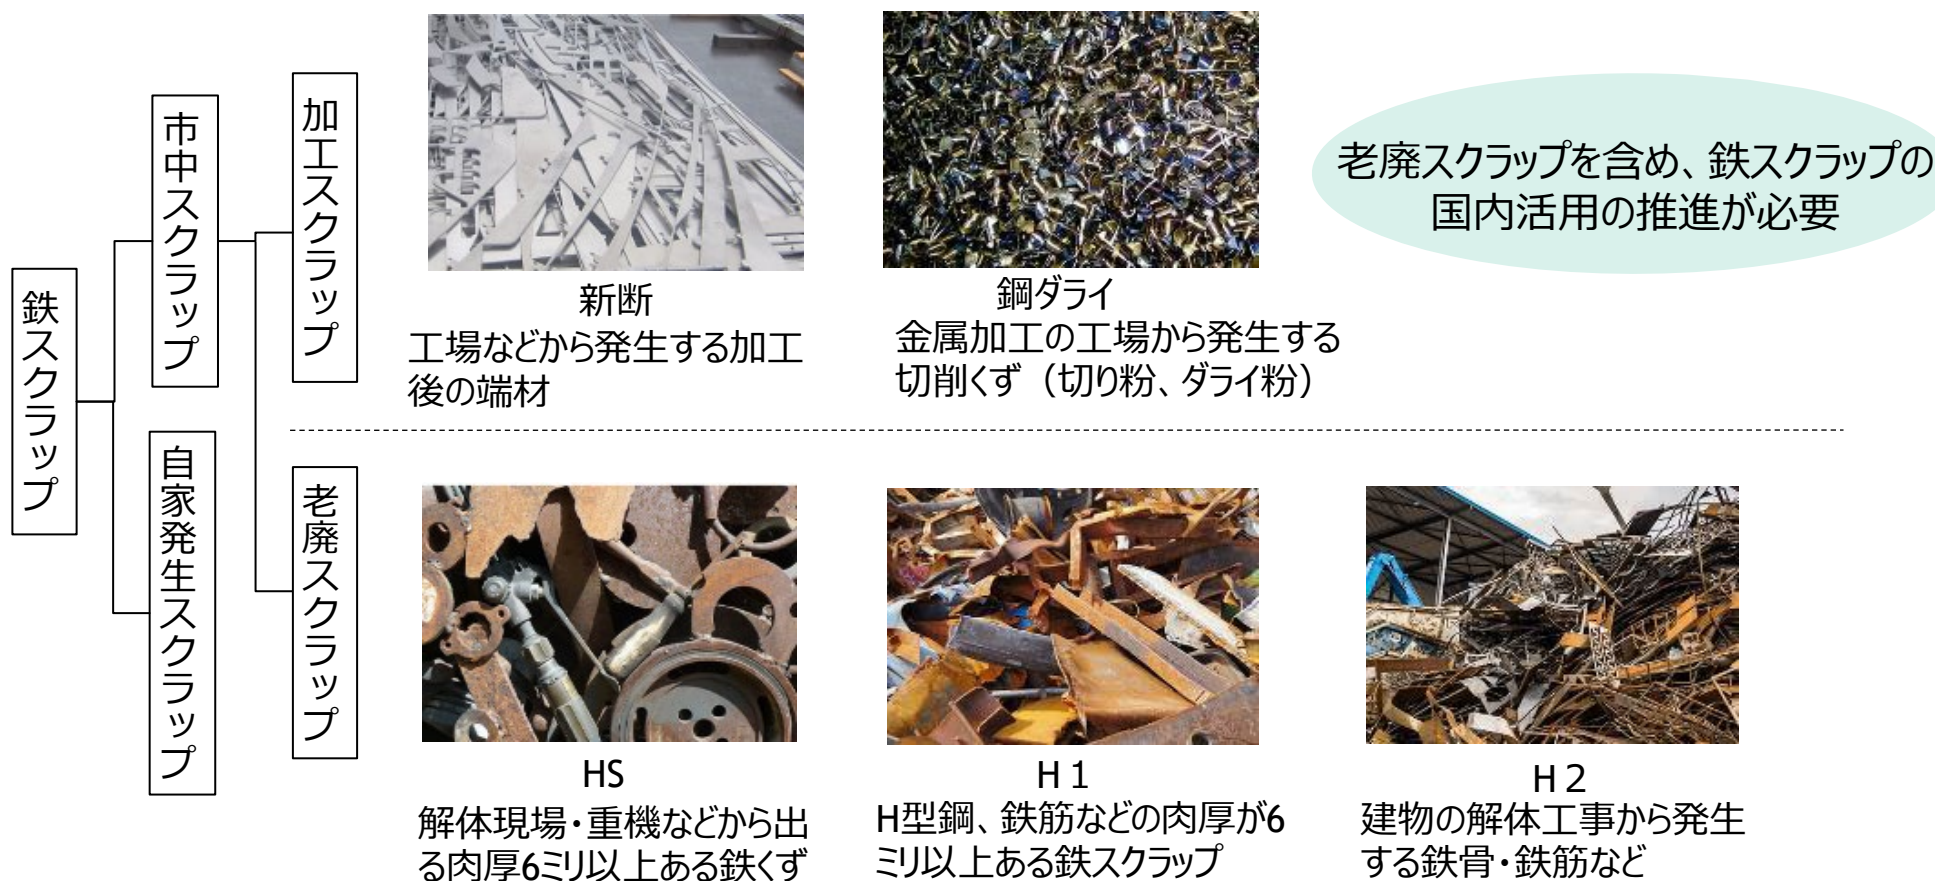 鉄スクラップ
市中スクラップ
自家発生スクラップ
加工スクラップ
老廃スクラップ
新断
工場などから発生する加工
後の端材
鋼ダライ
金属加工の工場から発生する
切削くず（切り粉、ダライ粉）
老廃スクラップを含め、鉄スクラップの
国内活用の推進が必要
HS
解体現場・重機などから出
る肉厚6ミリ以上ある鉄くず
H１
H型鋼、鉄筋などの肉厚が6
ミリ以上ある鉄スクラップ
H２
建物の解体工事から発生
する鉄骨・鉄筋など